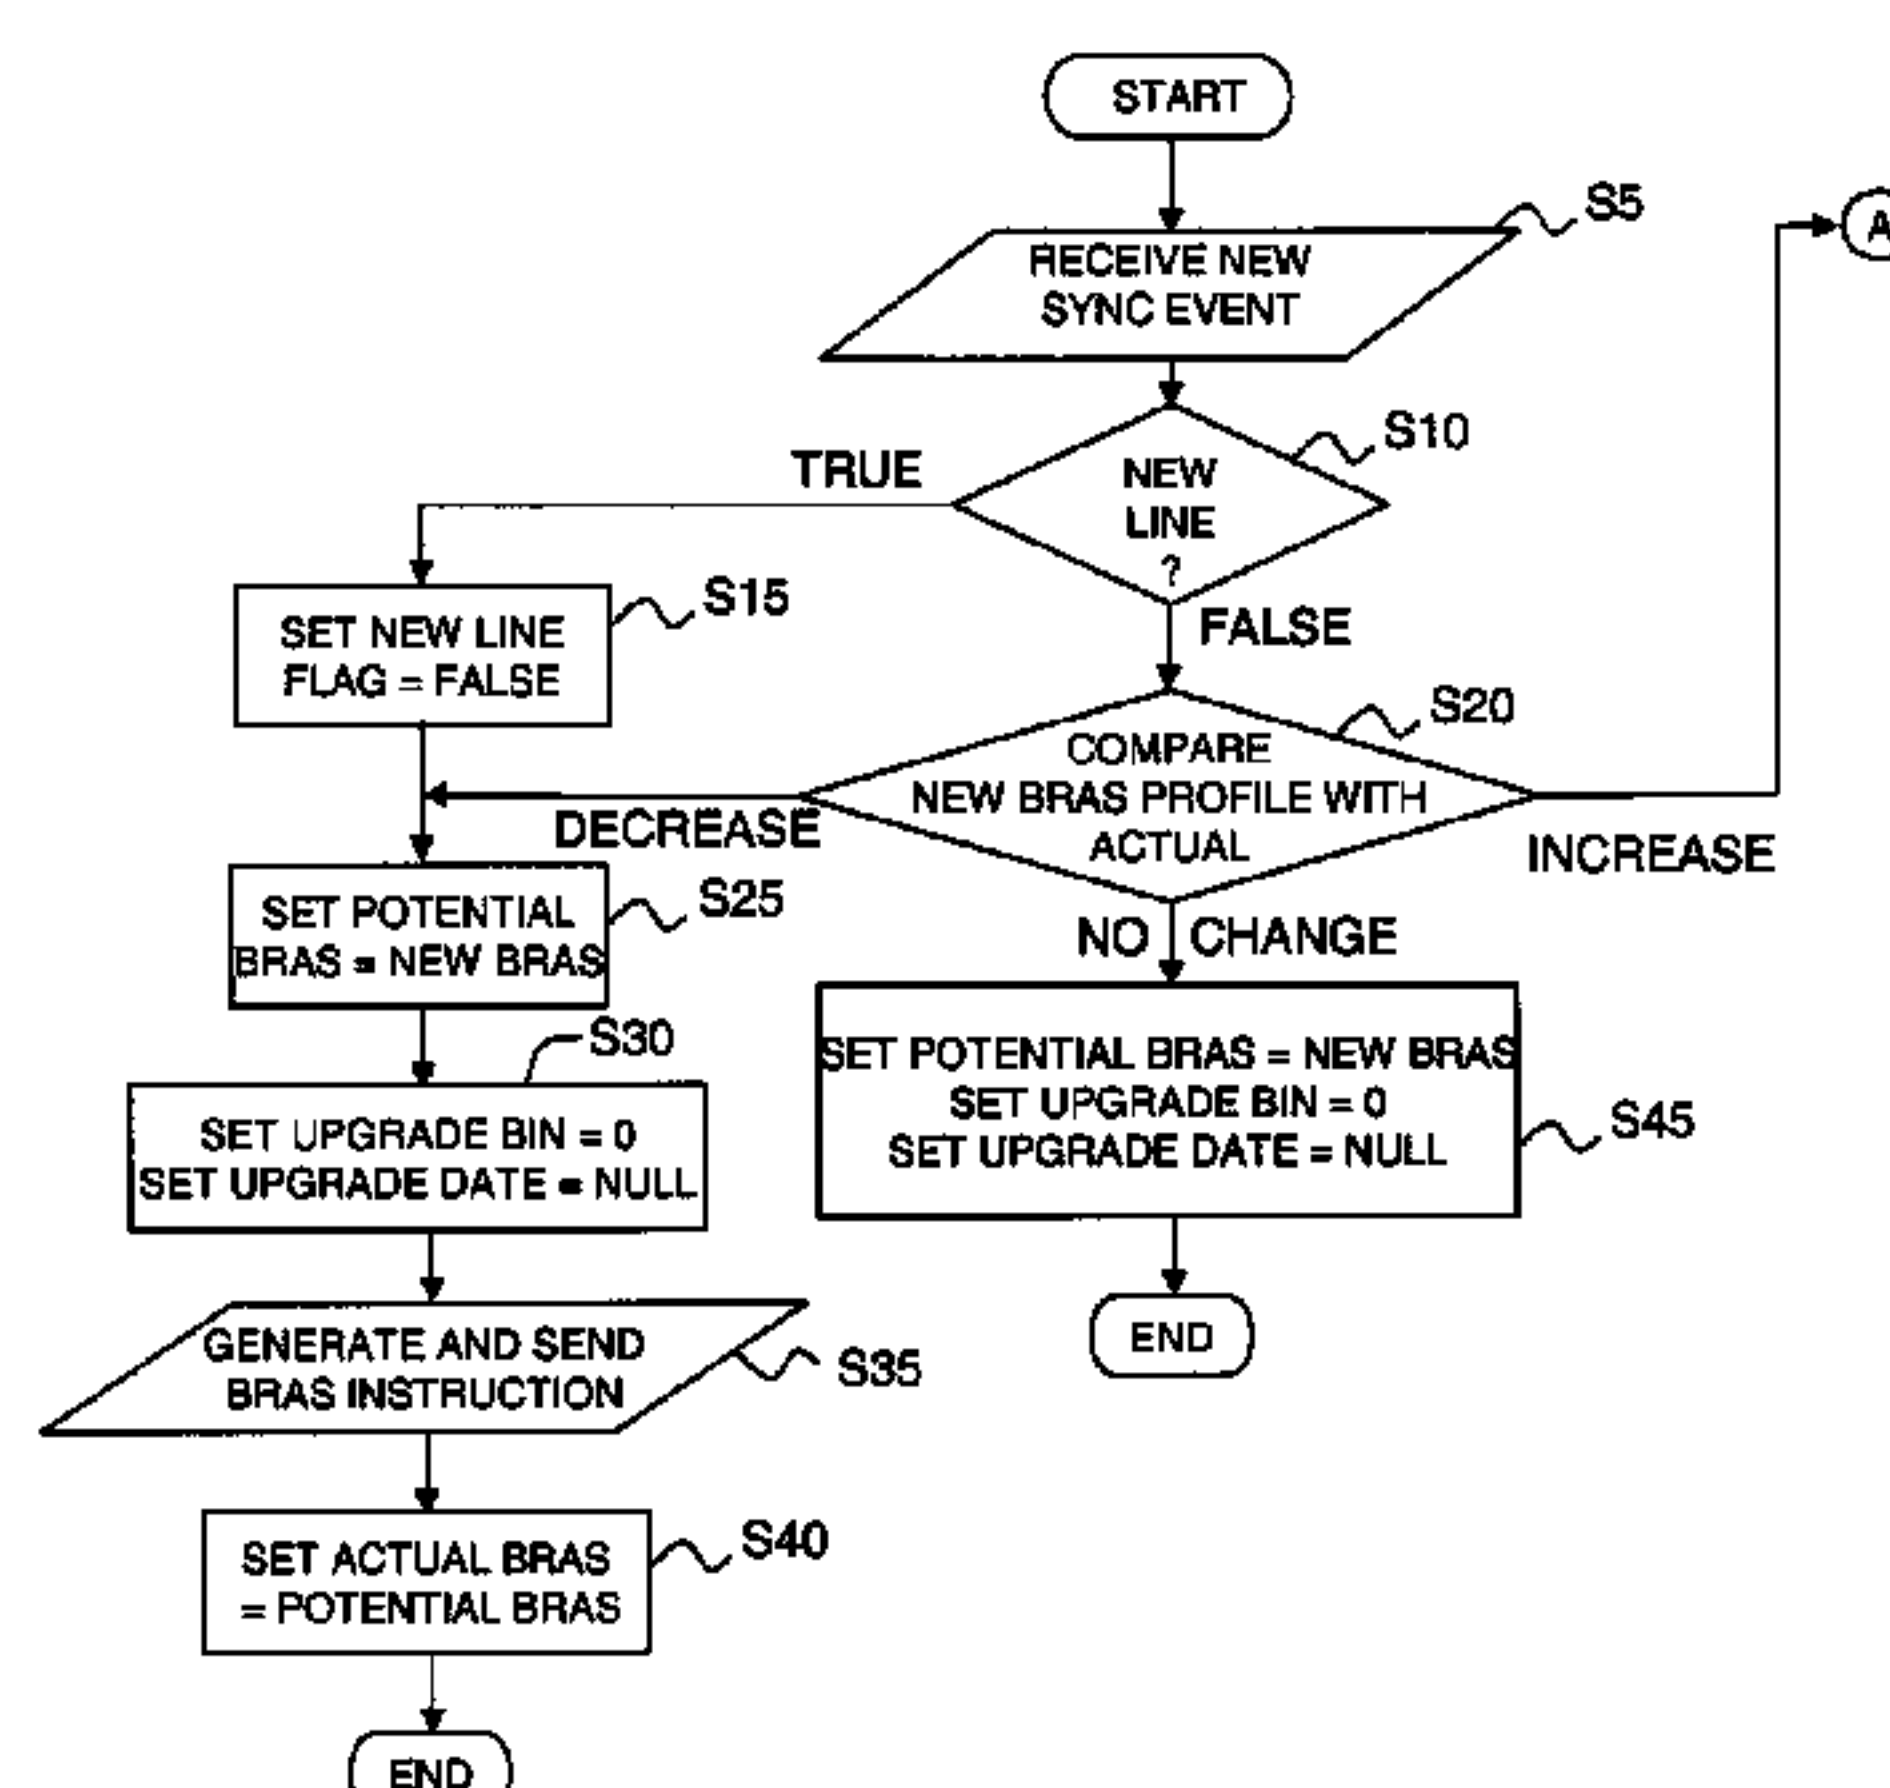 START
S5
RECEIVE NEW
SYNC EVENT
A
S10
TRUE
NEW
LINE
?
FALSE
S15
SET NEW LINE
FLAG = FALSE
S20
COMPARE
NEW BRAS PROFILE WITH
ACTUAL
DECREASE
INCREASE
S25
SET POTENTIAL
BRAS = NEW BRAS
NO CHANGE
S30
SET UPGRADE BIN = 0
SET UPGRADE DATE = NULL
SET POTENTIAL BRAS = NEW BRAS
SET UPGRADE BIN = 0
SET UPGRADE DATE = NULL
S45
END
GENERATE AND SEND
BRAS INSTRUCTION
S35
SET ACTUAL BRAS
= POTENTIAL BRAS
S40
END